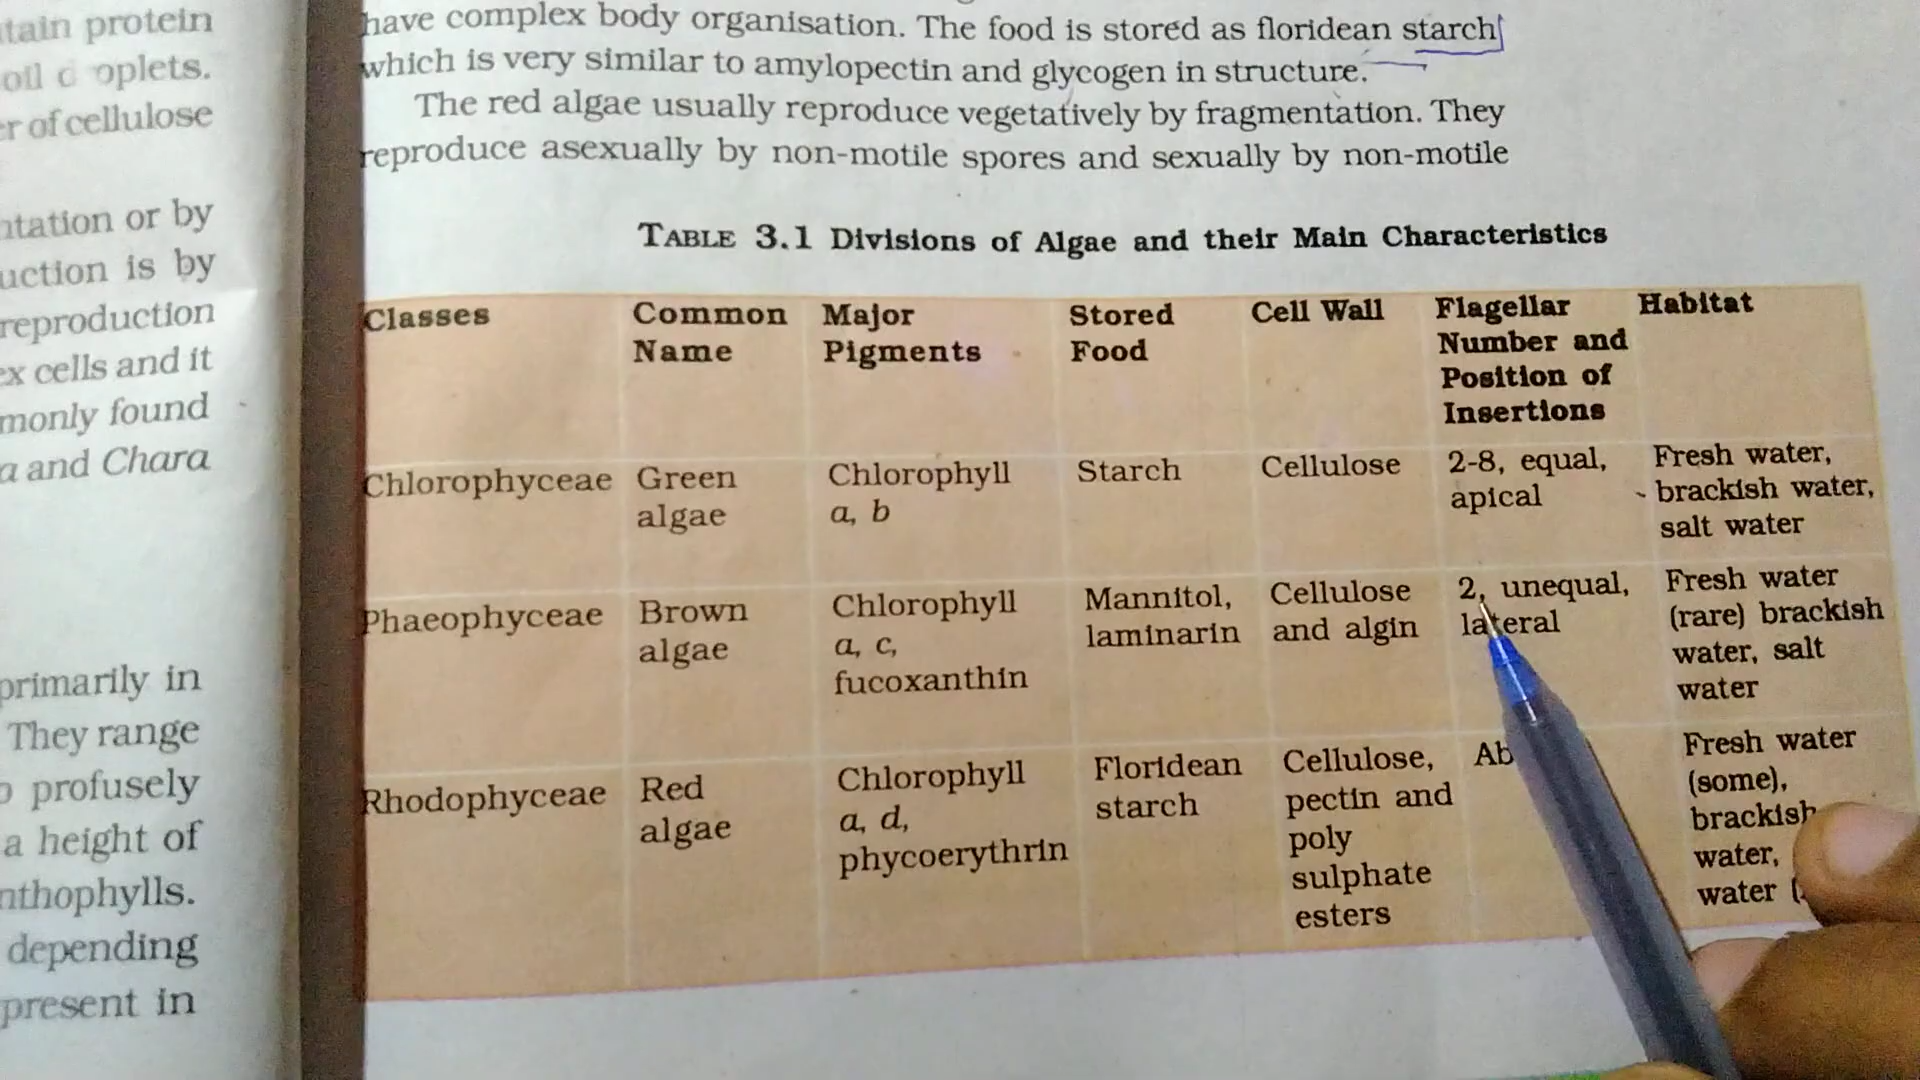 tain protein
oil d oplets.
er of cellulose
ntation or by
uction is by
reproduction
ex cells and it
monly found
a and Chara
primarily in
They range
o profusely
a height of
nthophylls.
depending
present in
have complex body organisation. The food is stored as floridean starch
which is very similar to amylopectin and glycogen in structure.
The red algae usually reproduce vegetatively by fragmentation. They
reproduce asexually by non-motile spores and sexually by non-motile
TABLE 3.1 Divisions of Algae and their Main Characteristics
Classes
Common
Name
Major
Pigments
Stored
Food
Cell Wall
Flagellar
Number and
Position of
Insertions
Habitat
Chlorophyceae
Green
algae
Chlorophyll
a, b
Starch
Cellulose
2-8, equal,
apical
Fresh water,
brackish water,
salt water
Phaeophyceae
Brown
algae
Chlorophyll
a, c,
fucoxanthin
Mannitol,
laminarin
Cellulose
and algin
2, unequal,
lateral
Fresh water
(rare) brackish
water, salt
water
Rhodophyceae
Red
algae
Chlorophyll
a, d,
phycoerythrin
Floridean
starch
Cellulose,
pectin and
poly
sulphate
esters
Ab
Fresh water
(some),
brackish
water,
water (